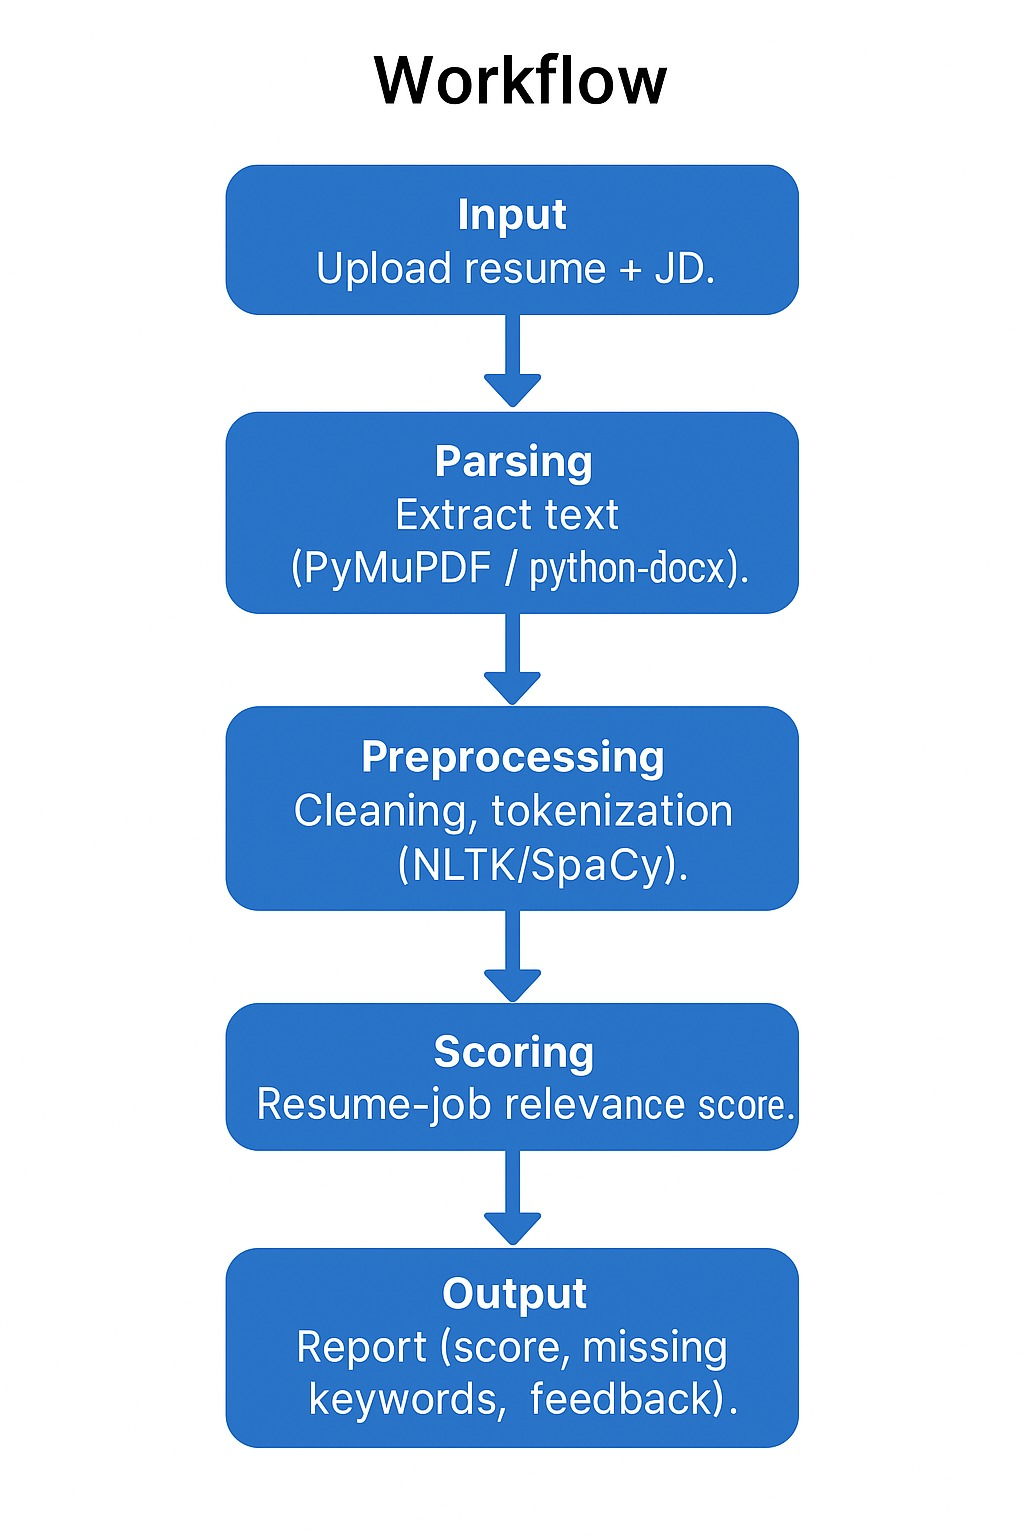 Workflow
Input
Upload resume + JD.
Parsing
Extract text
(PyMuPDF / python-docx).
Preprocessing
Cleaning, tokenization
(NLTK/SpaCy).
Scoring
Resume-job relevance score.
Output
Report (score, missing
keywords, feedback).